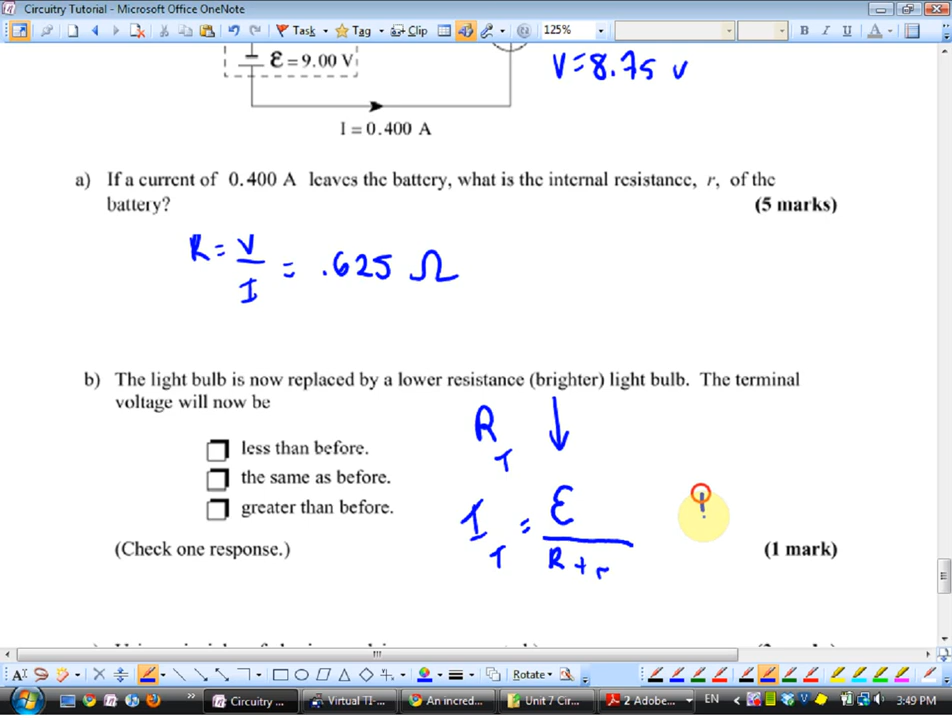 Circuitry Tutorial - Microsoft Office OneNote
Task Tag Clip 125% B I U A
ε = 9.00 V
V = 8.75 V
I = 0.400 A
a) If a current of 0.400 A leaves the battery, what is the internal resistance, r, of the
battery? (5 marks)
R = V/I = .625 Ω
b) The light bulb is now replaced by a lower resistance (brighter) light bulb. The terminal
voltage will now be
R T ↓
less than before.
the same as before.
greater than before.
I T = ε / R + r
(Check one response.) (1 mark)
Rotate
Circuitry ... Virtual TI-... An incred... Unit 7 Cir... 2 Adobe... EN 3:49 PM